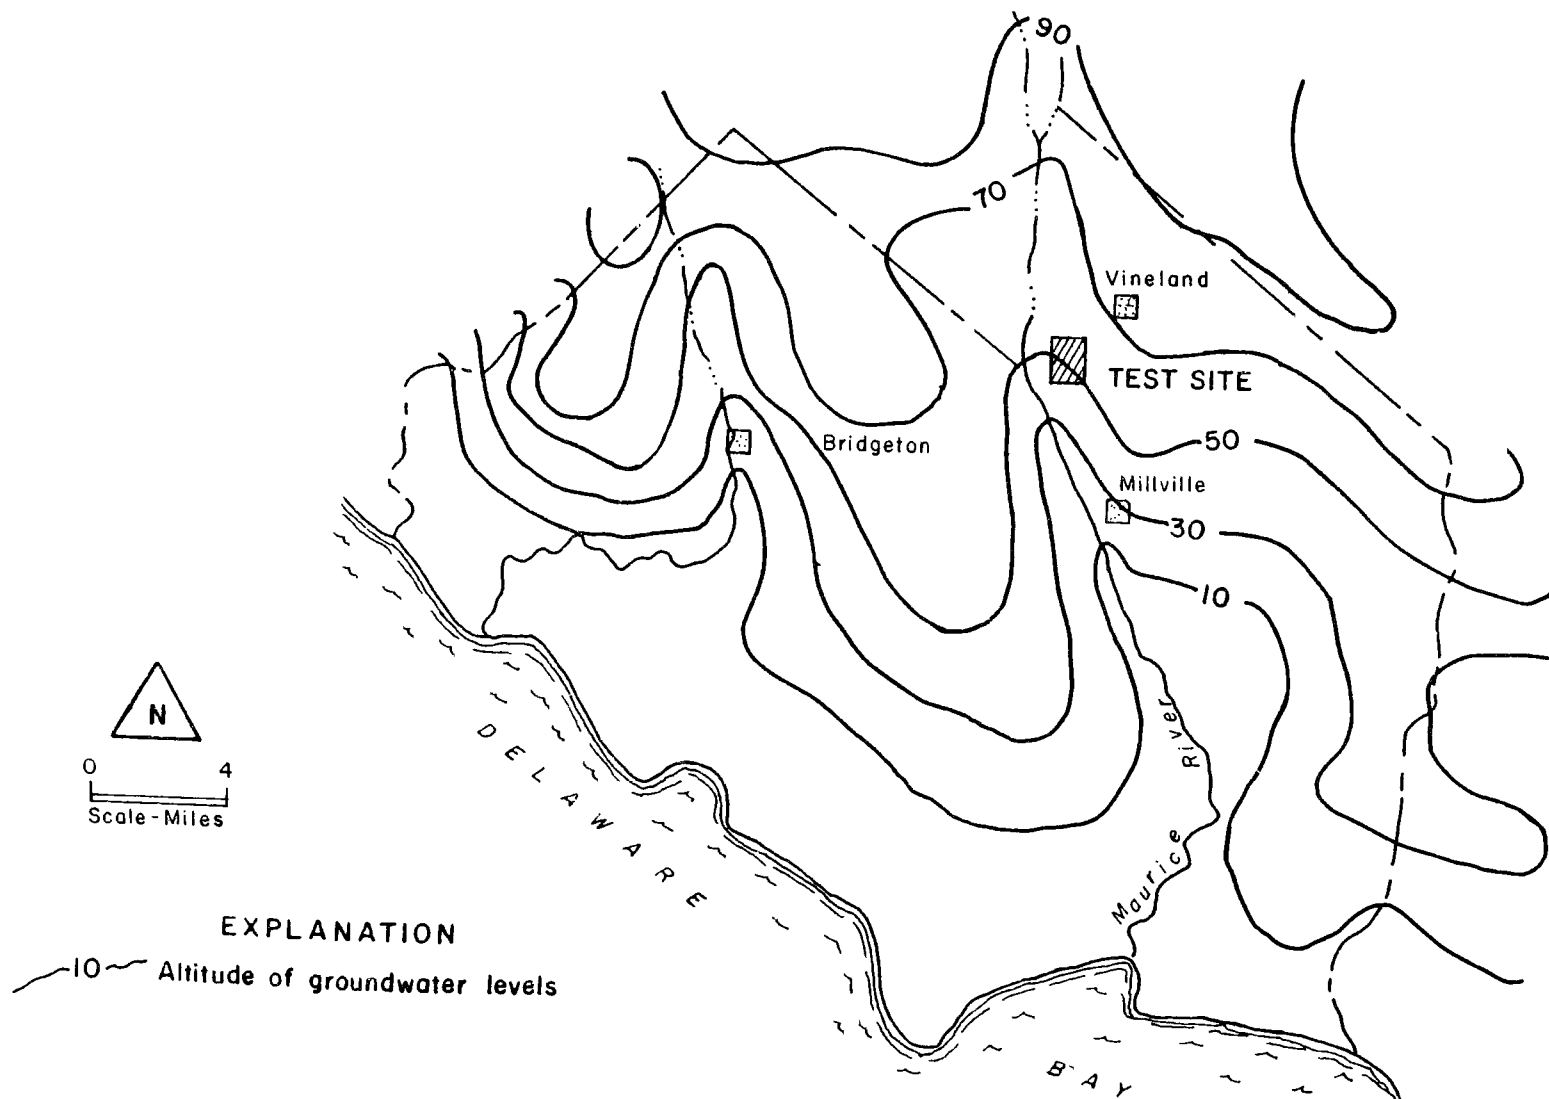 90
70
Vineland
TEST SITE
Bridgeton
50
Millville
30
10
N
0 4
Scale-Miles
DELAWARE
BAY
Maurice River
EXPLANATION
10 Altitude of groundwater levels